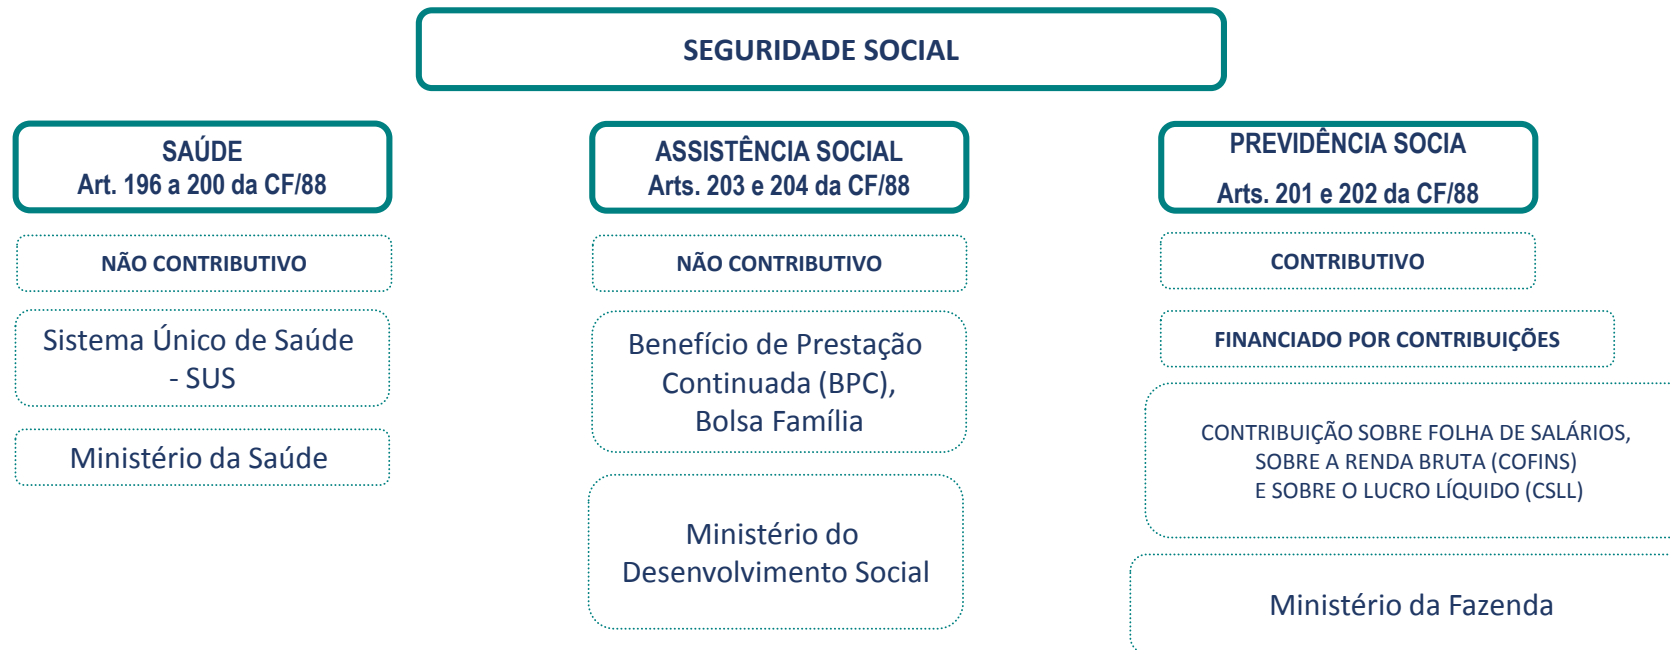 SEGURIDADE SOCIAL
SAÚDE
Art. 196 a 200 da CF/88
NÃO CONTRIBUTIVO
Sistema Único de Saúde
- SUS
Ministério da Saúde
ASSISTÊNCIA SOCIAL
Arts. 203 e 204 da CF/88
NÃO CONTRIBUTIVO
Benefício de Prestação
Continuada (BPC),
Bolsa Família
Ministério do
Desenvolvimento Social
PREVIDÊNCIA SOCIA
Arts. 201 e 202 da CF/88
CONTRIBUTIVO
FINANCIADO POR CONTRIBUIÇÕES
CONTRIBUIÇÃO SOBRE FOLHA DE SALÁRIOS,
SOBRE A RENDA BRUTA (COFINS)
E SOBRE O LUCRO LÍQUIDO (CSLL)
Ministério da Fazenda